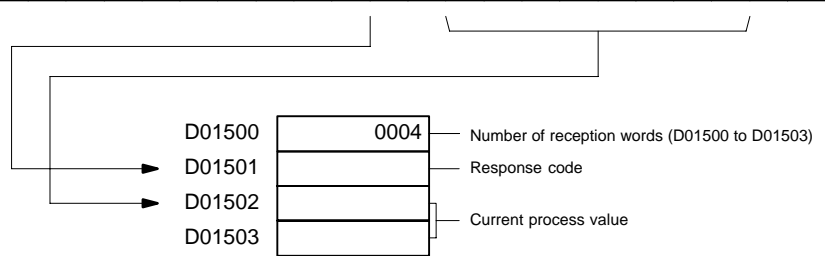 D01500 0004 Number of reception words (D01500 to D01503)
D01501 Response code
D01502
Current process value
D01503